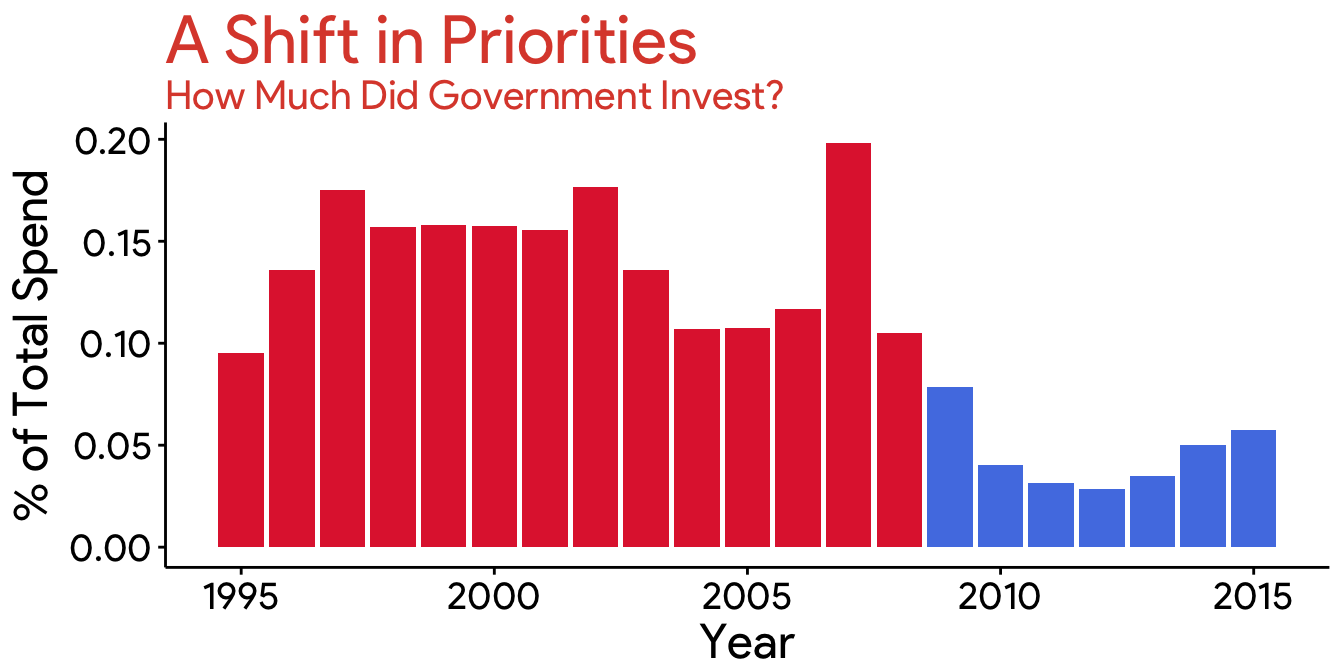 A Shift in Priorities
How Much Did Government Invest?
% of Total Spend
0.20
0.15
0.10
0.05
0.00
1995 2000 2005 2010 2015
Year